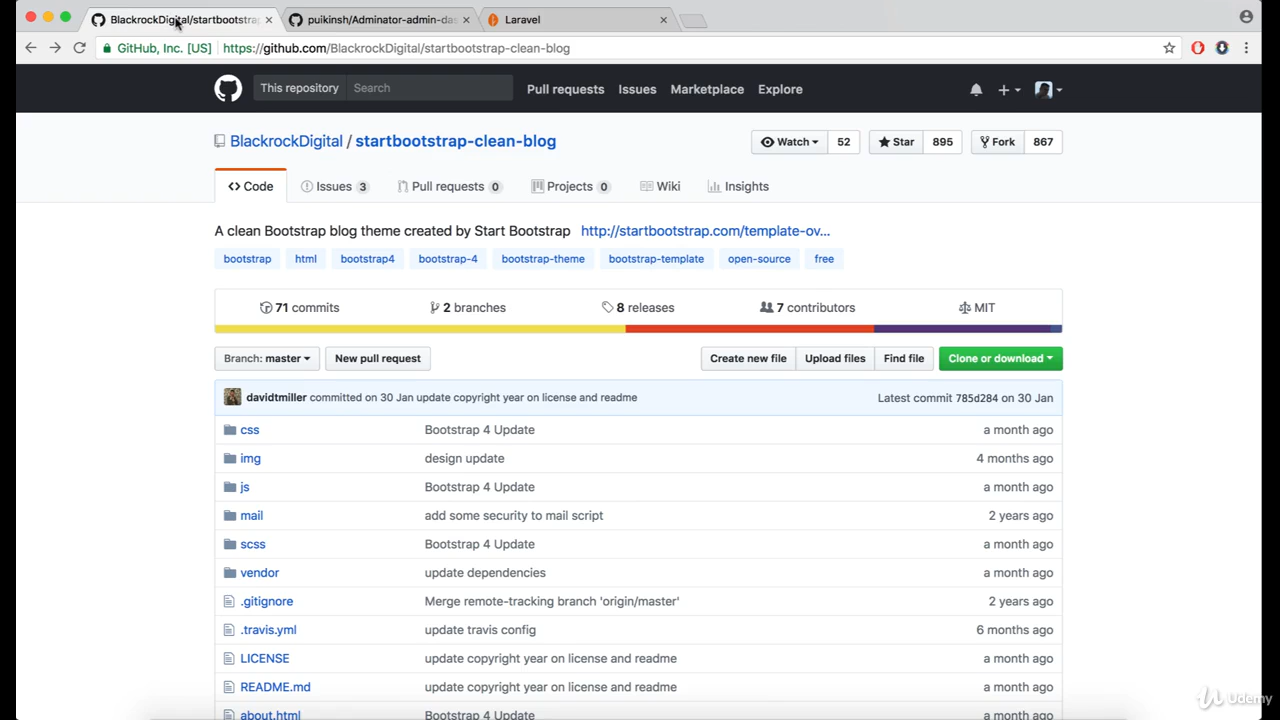 BlackrockDigital/startbootstra
puikinsh/Adminator-admin-das
Laravel
GitHub, Inc. [US]
https://github.com/BlackrockDigital/startbootstrap-clean-blog
This repository
Search
Pull requests
Issues
Marketplace
Explore
BlackrockDigital / startbootstrap-clean-blog
Watch 52
Star 895
Fork 867
Code
Issues 3
Pull requests 0
Projects 0
Wiki
Insights
A clean Bootstrap blog theme created by Start Bootstrap http://startbootstrap.com/template-ov...
bootstrap html bootstrap4 bootstrap-4 bootstrap-theme bootstrap-template open-source free
71 commits
2 branches
8 releases
7 contributors
MIT
Branch: master
New pull request
Create new file
Upload files
Find file
Clone or download
davidtmiller committed on 30 Jan update copyright year on license and readme
Latest commit 785d284 on 30 Jan
css Bootstrap 4 Update a month ago
img design update 4 months ago
js Bootstrap 4 Update a month ago
mail add some security to mail script 2 years ago
scss Bootstrap 4 Update a month ago
vendor update dependencies a month ago
.gitignore Merge remote-tracking branch 'origin/master' 2 years ago
.travis.yml update travis config 6 months ago
LICENSE update copyright year on license and readme a month ago
README.md update copyright year on license and readme a month ago
about.html Bootstrap 4 Update a month ago
Udemy